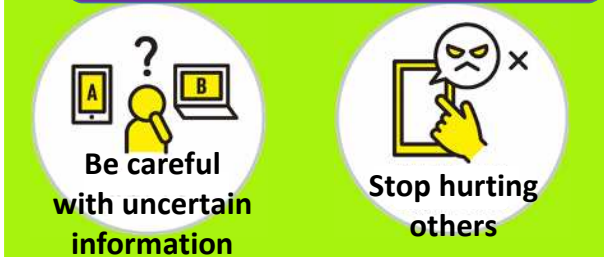 ?
A
B
Be careful
with uncertain
information
×
Stop hurting
others